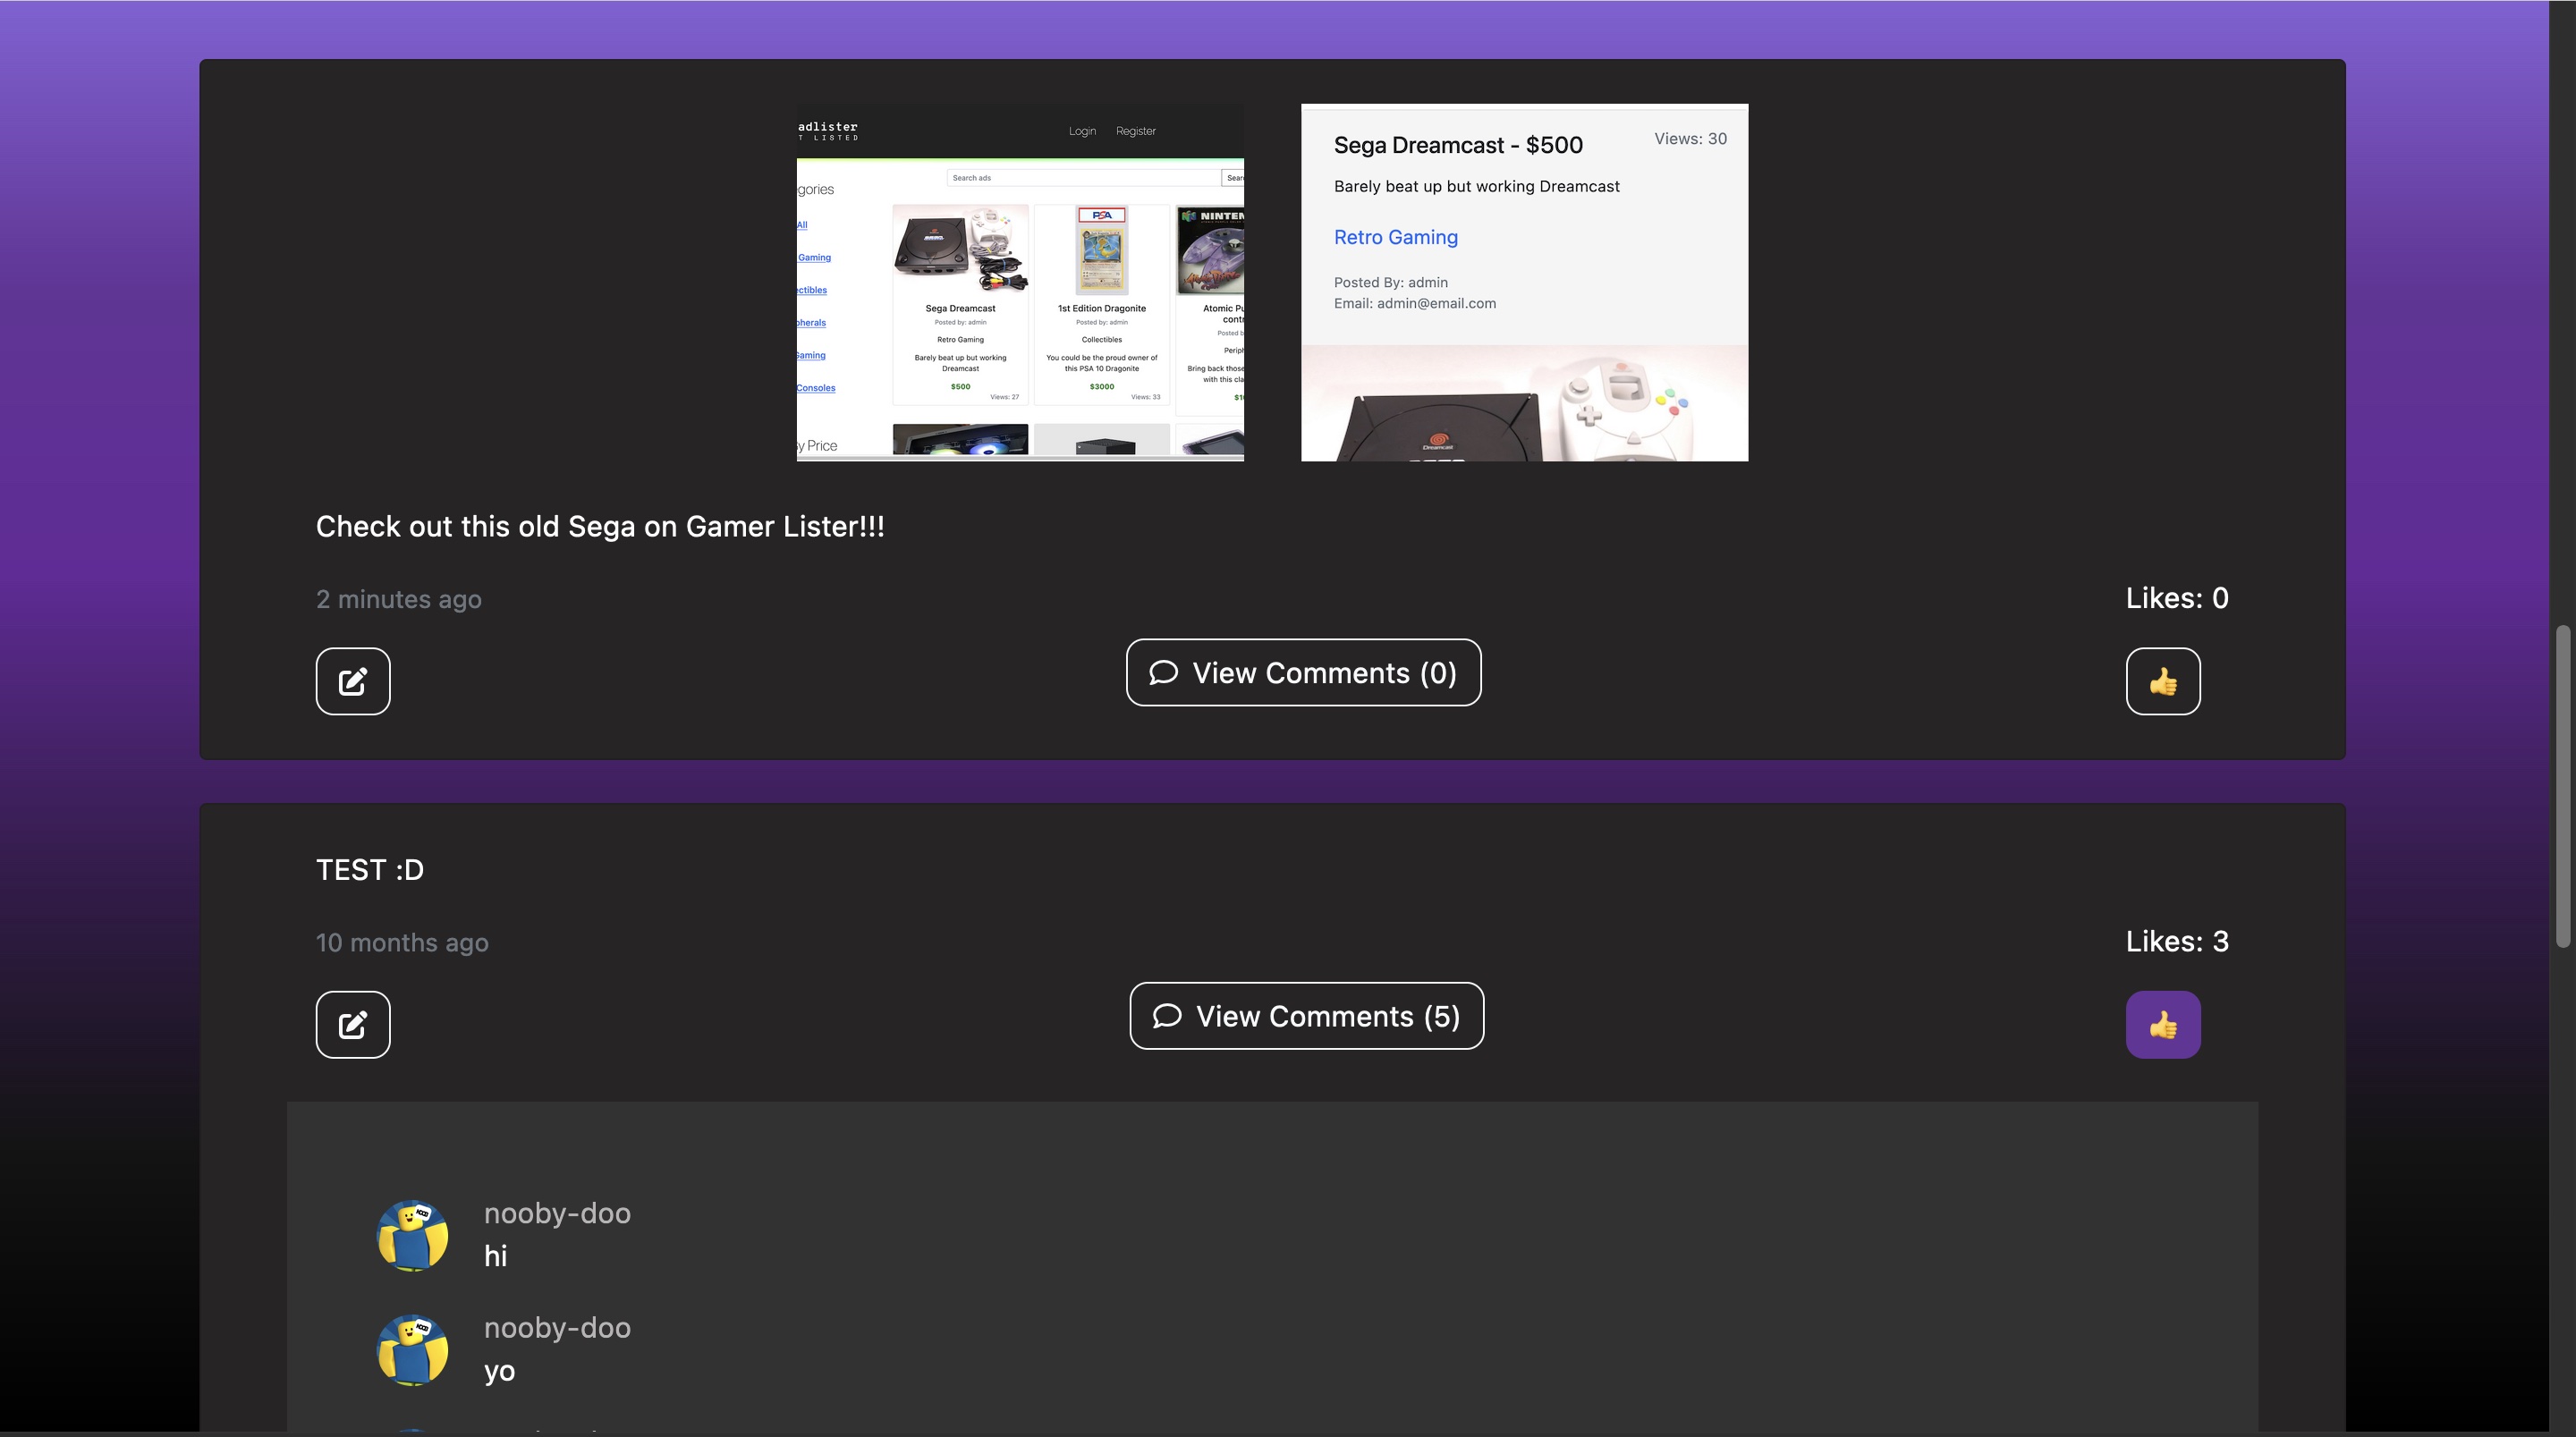 adlister
T LISTED
Login Register
Search ads
Sear
gories
All
Gaming
ectibles
pherals
Gaming
Consoles
y Price
PSA
NINTEN
Sega Dreamcast
Posted by: admin
Retro Gaming
Barely beat up but working
Dreamcast
$500
Views: 27
1st Edition Dragonite
Posted by: admin
Collectibles
You could be the proud owner of
this PSA 10 Dragonite
$3000
Views: 33
Atomic Pu
contr
Posted b
Periph
Bring back those
with this cla
$1
Sega Dreamcast - $500
Views: 30
Barely beat up but working Dreamcast
Retro Gaming
Posted By: admin
Email: admin@email.com
Dreamcast
Check out this old Sega on Gamer Lister!!!
2 minutes ago
Likes: 0
View Comments (0)
TEST :D
10 months ago
Likes: 3
View Comments (5)
nooby-doo
hi
nooby-doo
yo